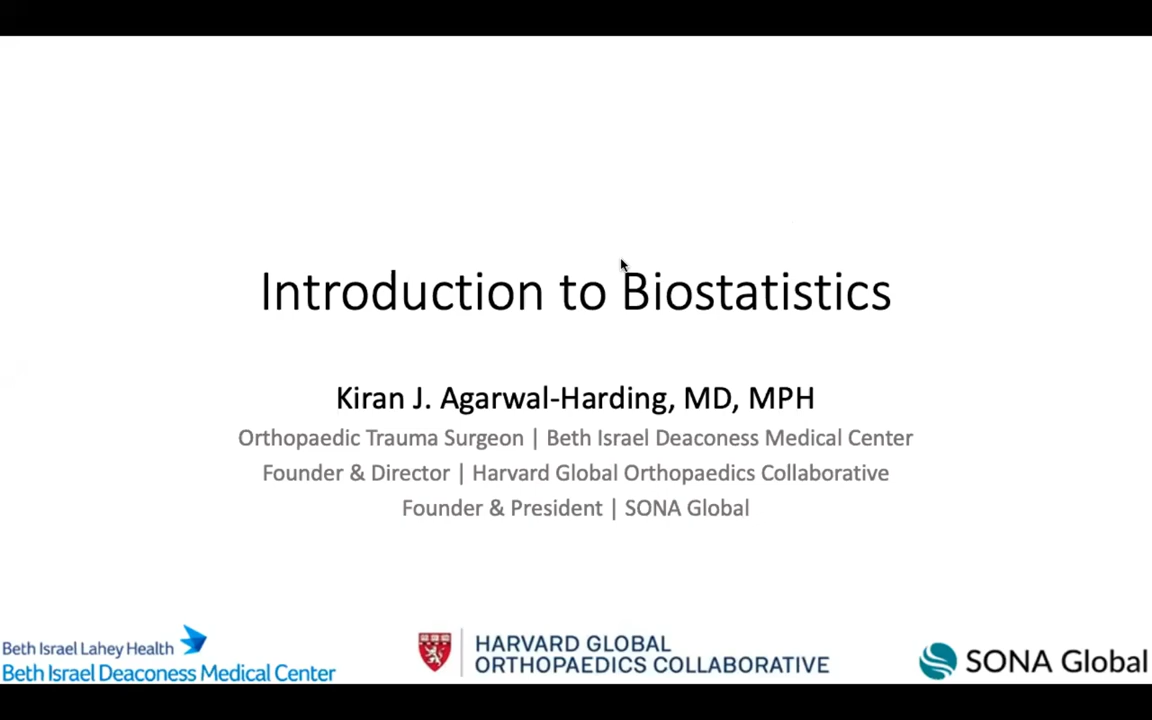 Introduction to Biostatistics
Kiran J. Agarwal-Harding, MD, MPH
Orthopaedic Trauma Surgeon | Beth Israel Deaconess Medical Center
Founder & Director | Harvard Global Orthopaedics Collaborative
Founder & President | SONA Global
Beth Israel Lahey Health
Beth Israel Deaconess Medical Center
HARVARD GLOBAL
ORTHOPAEDICS COLLABORATIVE
SONA Global